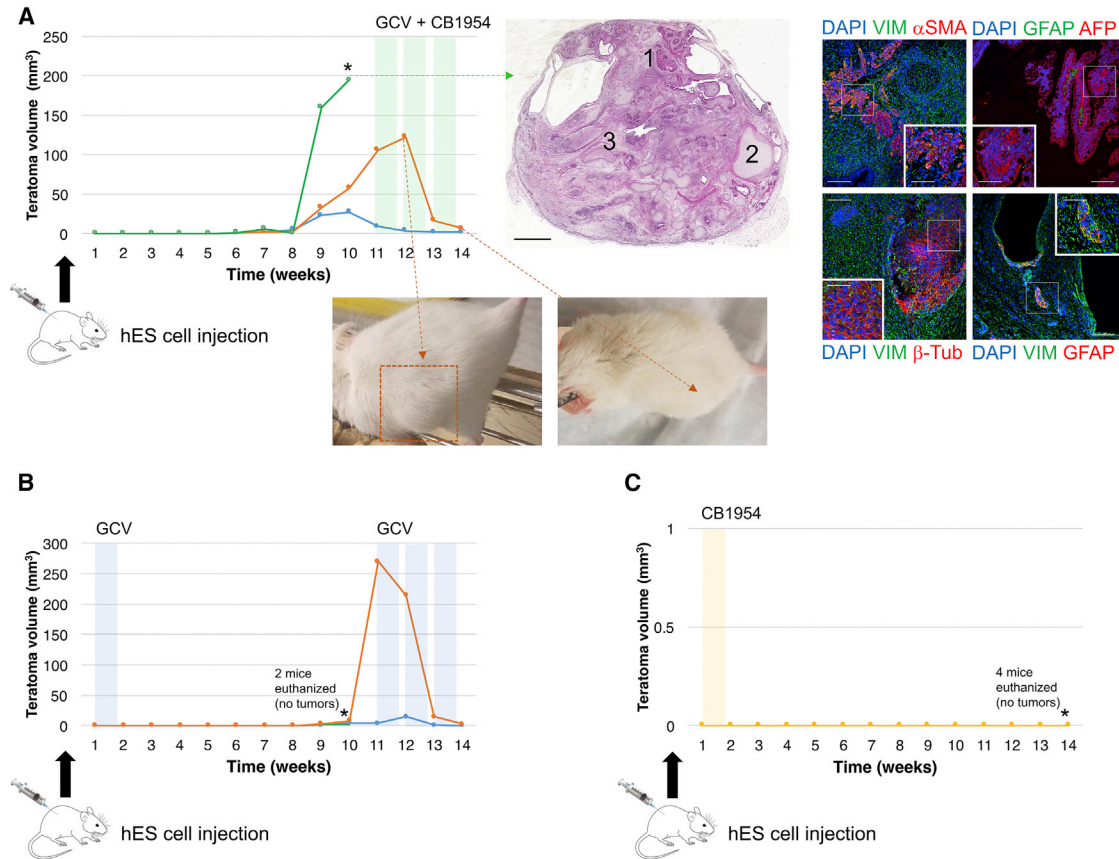 A
GCV + CB1954
Teratoma volume (mm³)
250
200
150
100
50
0
*
1 2 3 4 5 6 7 8 9 10 11 12 13 14
Time (weeks)
hES cell injection
1
2
3
DAPI VIM αSMA
DAPI GFAP AFP
DAPI VIM β-Tub
DAPI VIM GFAP
B
GCV
GCV
Teratoma volume (mm³)
300
250
200
150
100
50
0
2 mice
euthanized
(no tumors)
*
1 2 3 4 5 6 7 8 9 10 11 12 13 14
Time (weeks)
hES cell injection
C
CB1954
Teratoma volume (mm³)
1
0.5
0
4 mice
euthanized
(no tumors)
*
1 2 3 4 5 6 7 8 9 10 11 12 13 14
Time (weeks)
hES cell injection